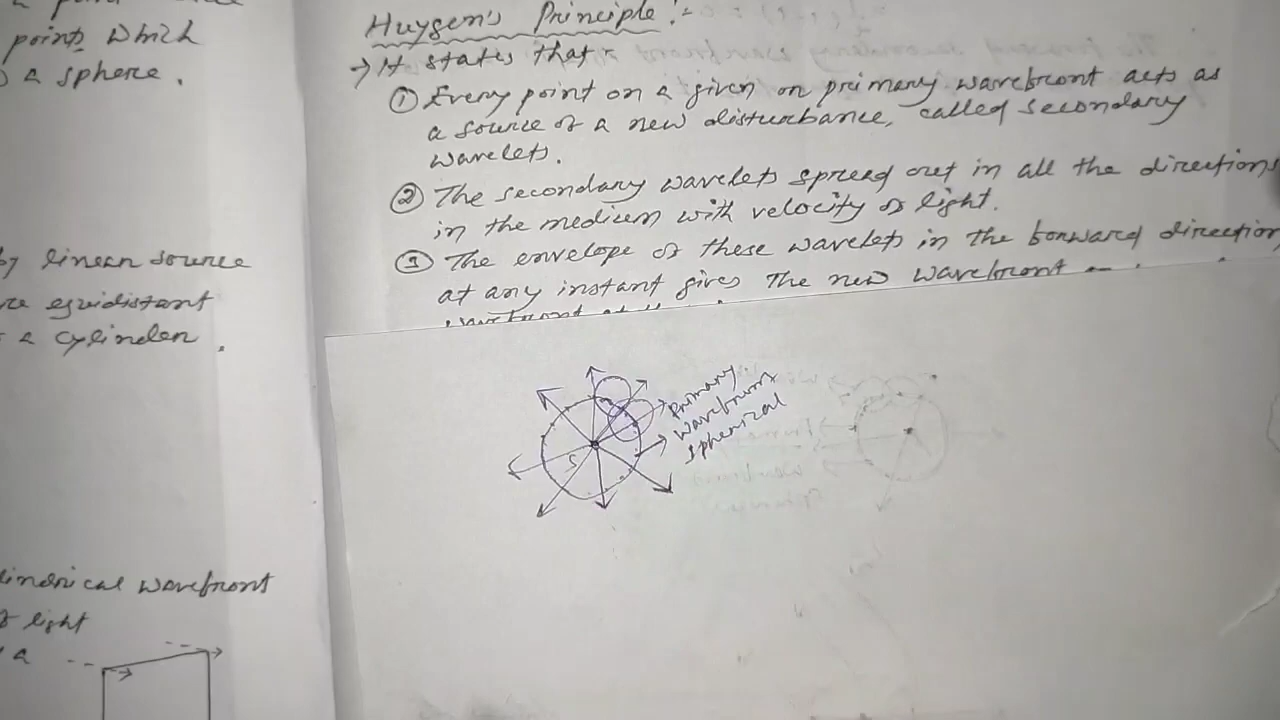 points which
a sphere.
by linear source
equidistant
a cylinder.
wavefront
of light
a
Huygen's Principle :-
→ It states that
① Every point on a given on primary wavefront acts as
a source of a new disturbance, called secondary
wavelets.
② The secondary wavelets spread out in all the directions
in the medium with velocity of light.
③ The envelope of these wavelets in the forward direction
at any instant gives The new wavefront
S
Primary
wavefront
spherical